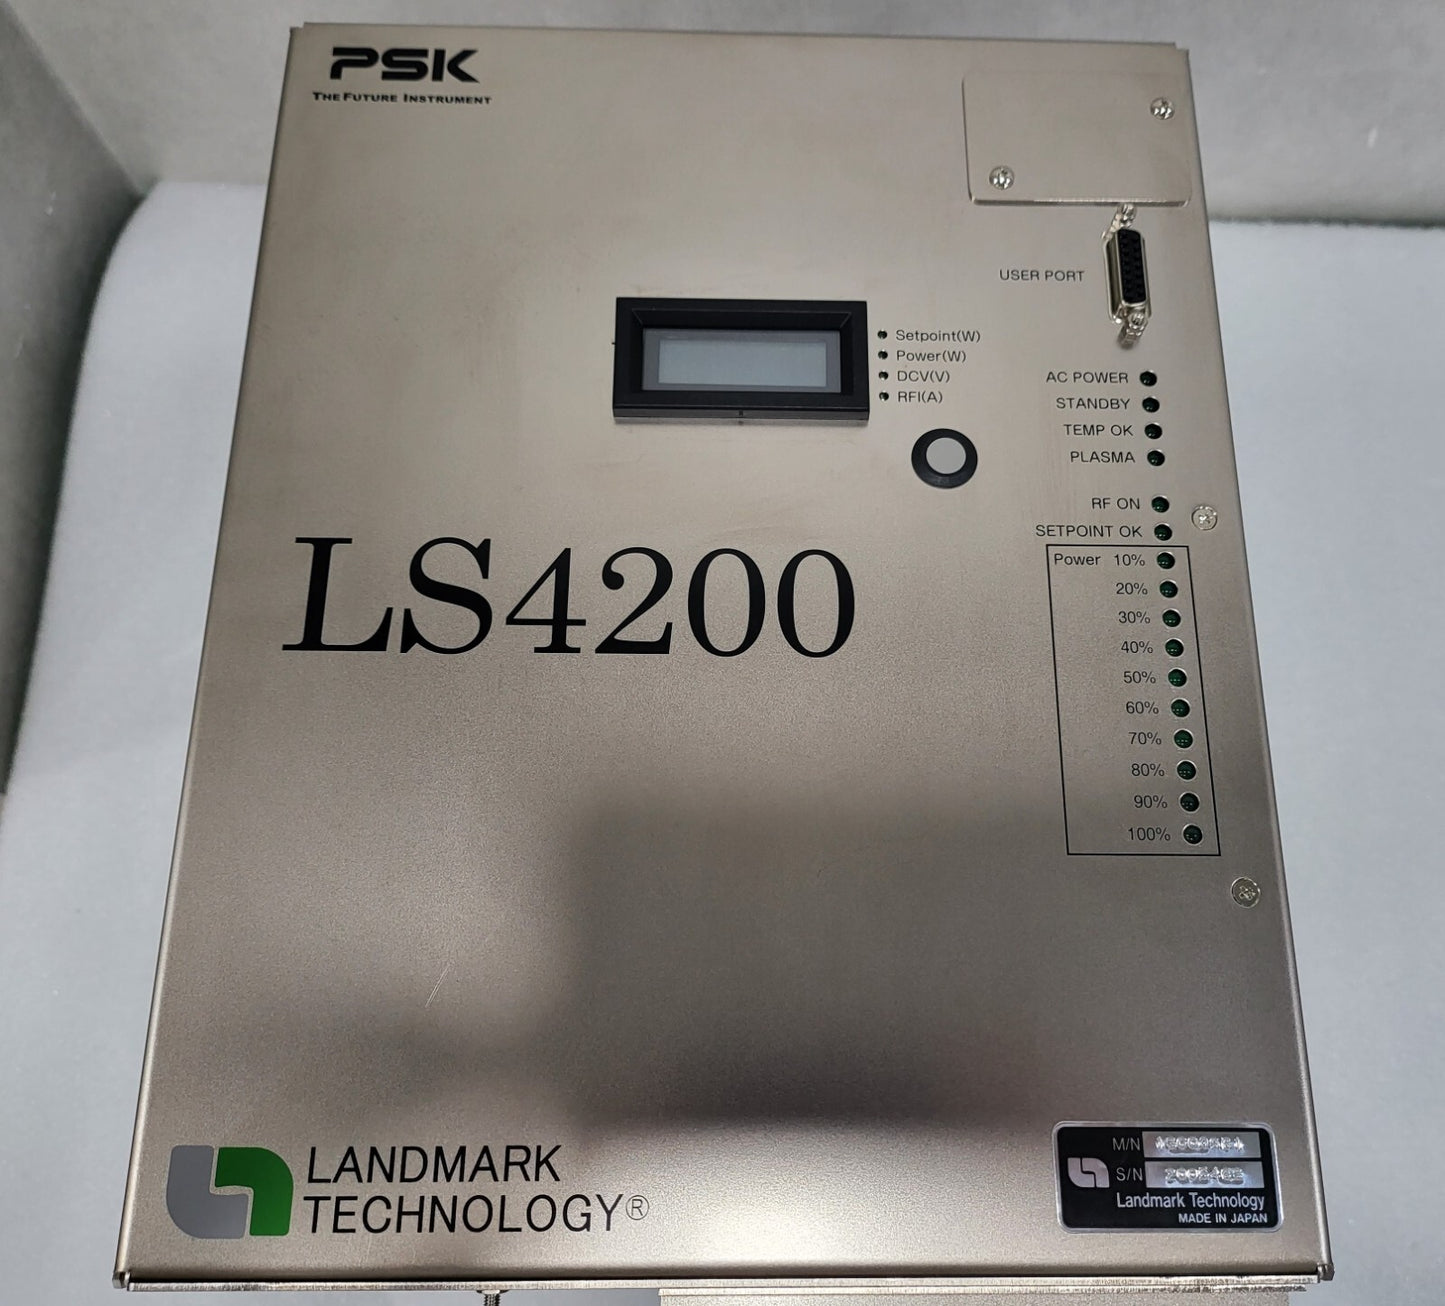 PSK
THE FUTURE INSTRUMENT
USER PORT
Setpoint(W)
Power(W)
DCV(V)
RFI(A)
AC POWER
STANDBY
TEMP OK
PLASMA
RF ON
SETPOINT OK
Power 10%
20%
30%
40%
50%
60%
70%
80%
90%
100%
LS4200
LANDMARK
TECHNOLOGY®
M/N
S/N
Landmark Technology
MADE IN JAPAN